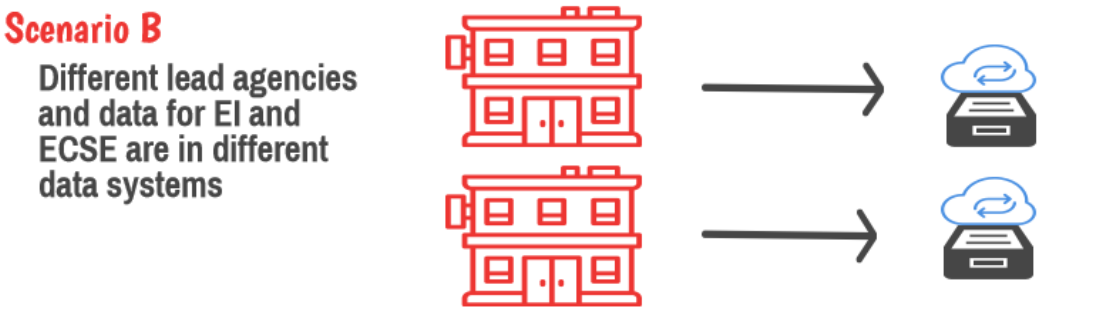 Scenario B
Different lead agencies
and data for EI and
ECSE are in different
data systems